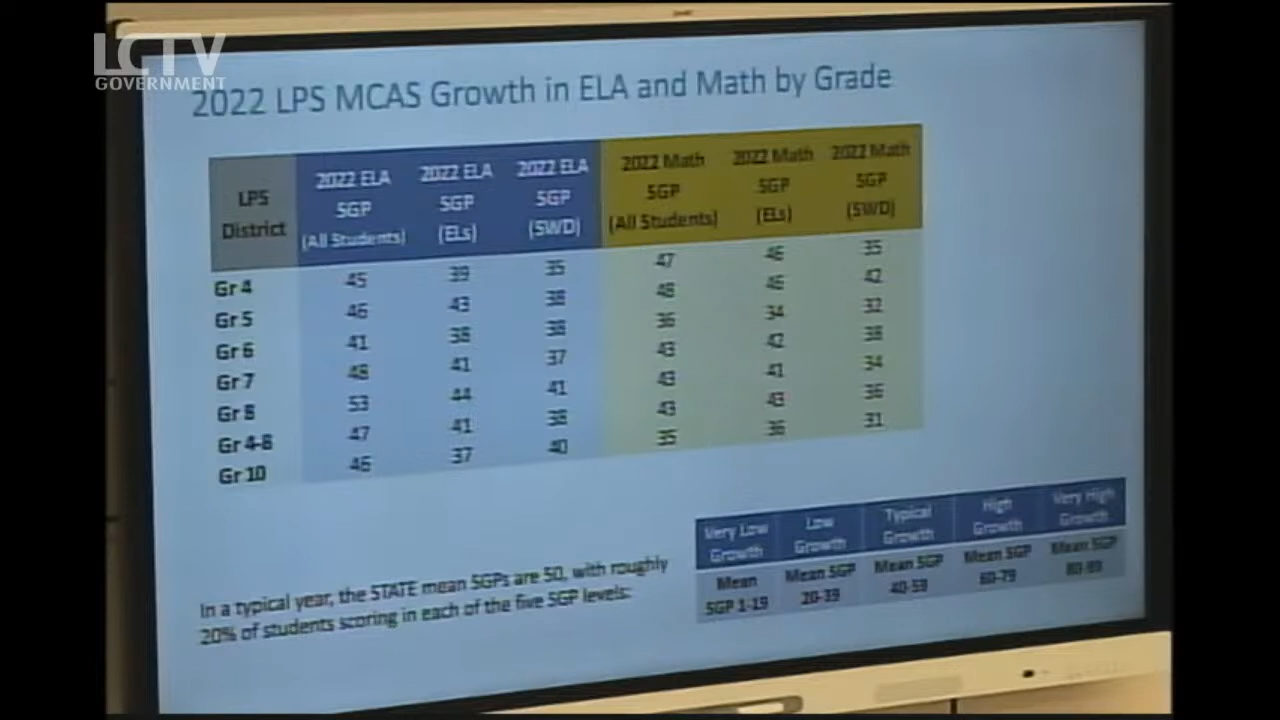 LCTV
GOVERNMENT
2022 LPS MCAS Growth in ELA and Math by Grade
LPS District 2022 ELA SGP (All Students) 2022 ELA SGP (ELs) 2022 ELA SGP (SWD) 2022 Math SGP (All Students) 2022 Math SGP (ELs) 2022 Math SGP (SWD)
Gr 4 45 39 35 47 46 35
Gr 5 46 43 38 48 46 42
Gr 6 41 38 38 36 34 32
Gr 7 48 41 37 43 42 38
Gr 8 53 44 41 43 41 34
Gr 4-8 47 41 38 43 43 36
Gr 10 46 37 40 35 36 31
In a typical year, the STATE mean SGPs are 50, with roughly
20% of students scoring in each of the five SGP levels:
Very Low Growth Low Growth Typical Growth High Growth Very High Growth
Mean SGP 1-19 Mean SGP 20-39 Mean SGP 40-59 Mean SGP 60-79 Mean SGP 80-99